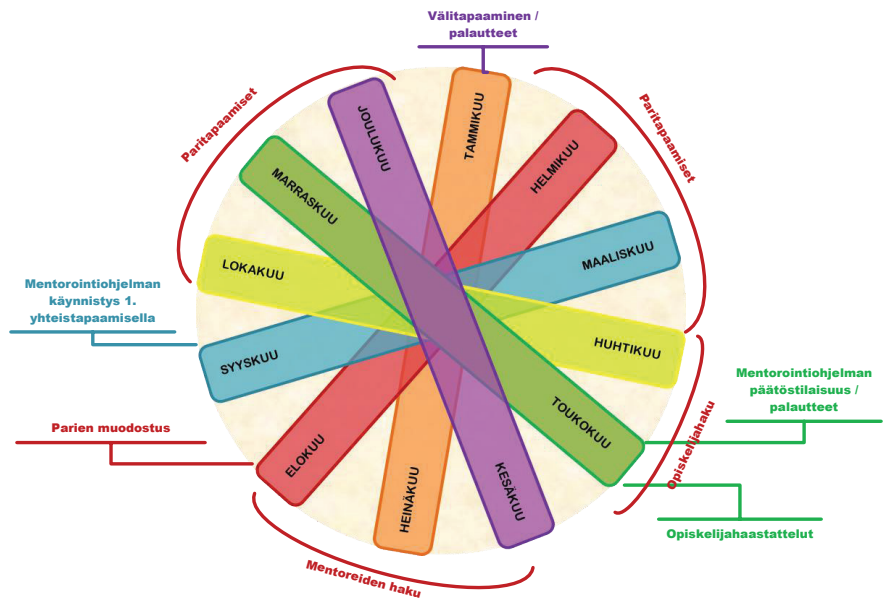 Välitapaaminen /
palautteet
Paritapaamiset
Paritapaamiset
JOULUKUU
TAMMIKUU
HELMIKUU
MARRASKUU
MAALISKUU
LOKAKUU
Mentorointiohjelman
käynnistys 1.
yhteistapaamisella
HUHTIKUU
SYYSKUU
Mentorointiohjelman
päätöstilaisuus /
palautteet
TOUKOKUU
Parien muodostus
ELOKUU
Opiskelijahaku
KESÄKUU
HEINÄKUU
Opiskelijahaastattelut
Mentoreiden haku